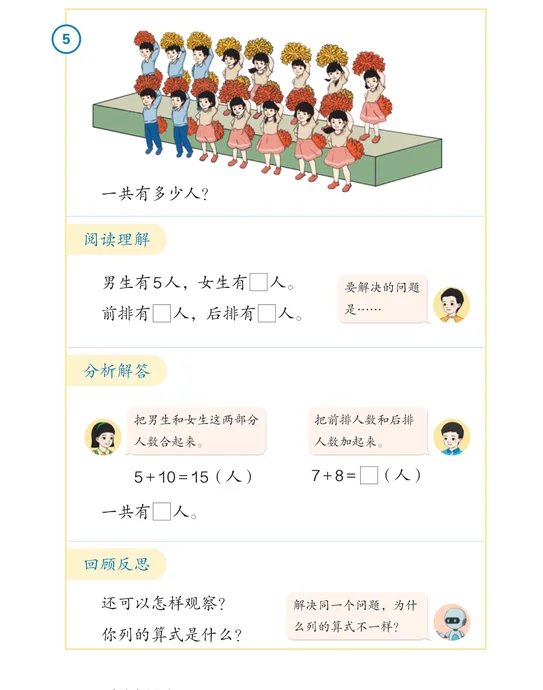 5
一共有多少人？
阅读理解
男生有5人，女生有□人。
前排有□人，后排有□人。
要解决的问题
是……
分析解答
把男生和女生这两部分
人数合起来。
把前排人数和后排
人数加起来。
5+10=15（人）
7+8=□（人）
一共有□人。
回顾反思
还可以怎样观察？
你列的算式是什么？
解决同一个问题，为什
么列的算式不一样？